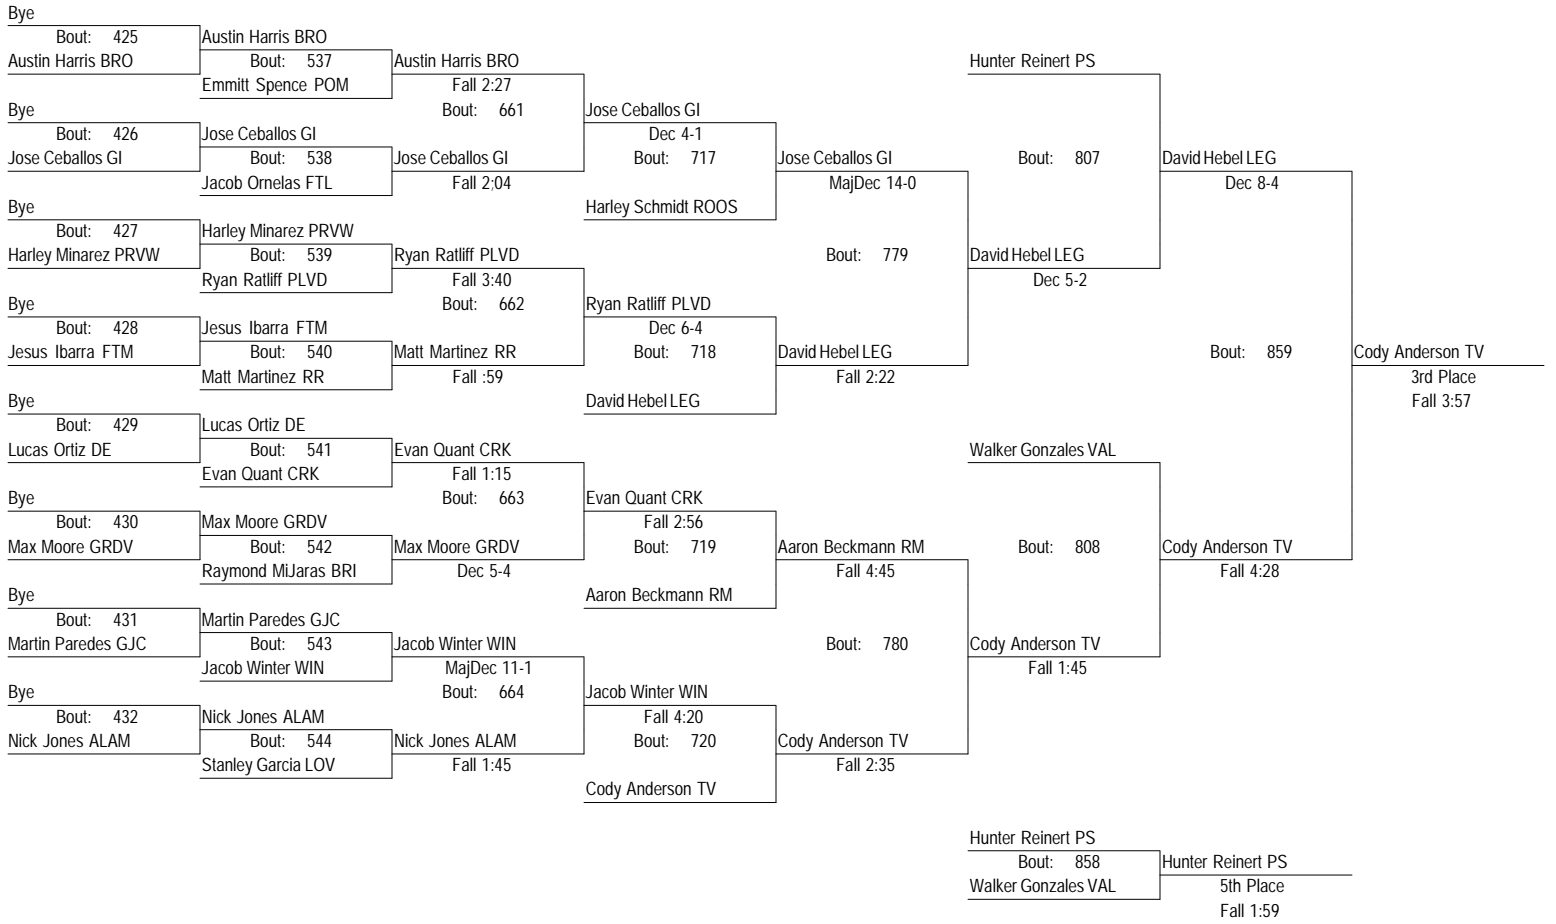 Bye
Bout: 425
Austin Harris BRO
Austin Harris BRO
Bout: 537
Emmitt Spence POM
Austin Harris BRO
Fall 2:27
Bout: 661
Bye
Bout: 426
Jose Ceballos GI
Jose Ceballos GI
Bout: 538
Jacob Ornelas FTL
Jose Ceballos GI
Fall 2;04
Jose Ceballos GI
Dec 4-1
Bout: 717
Harley Schmidt ROOS
Jose Ceballos GI
MajDec 14-0
Bout: 779
Bye
Bout: 427
Harley Minarez PRVW
Harley Minarez PRVW
Bout: 539
Ryan Ratliff PLVD
Ryan Ratliff PLVD
Fall 3:40
Bout: 662
Bye
Bout: 428
Jesus Ibarra FTM
Jesus Ibarra FTM
Bout: 540
Matt Martinez RR
Matt Martinez RR
Fall :59
Ryan Ratliff PLVD
Dec 6-4
Bout: 718
David Hebel LEG
David Hebel LEG
Fall 2:22
Hunter Reinert PS
Bout: 807
David Hebel LEG
Dec 5-2
David Hebel LEG
Dec 8-4
Bout: 859
Bye
Bout: 429
Lucas Ortiz DE
Lucas Ortiz DE
Bout: 541
Evan Quant CRK
Evan Quant CRK
Fall 1:15
Bout: 663
Bye
Bout: 430
Max Moore GRDV
Max Moore GRDV
Bout: 542
Raymond MiJaras BRI
Max Moore GRDV
Dec 5-4
Evan Quant CRK
Fall 2:56
Bout: 719
Aaron Beckmann RM
Aaron Beckmann RM
Fall 4:45
Bout: 780
Bye
Bout: 431
Martin Paredes GJC
Martin Paredes GJC
Bout: 543
Jacob Winter WIN
Jacob Winter WIN
MajDec 11-1
Bout: 664
Bye
Bout: 432
Nick Jones ALAM
Nick Jones ALAM
Bout: 544
Stanley Garcia LOV
Nick Jones ALAM
Fall 1:45
Jacob Winter WIN
Fall 4:20
Bout: 720
Cody Anderson TV
Cody Anderson TV
Fall 2:35
Walker Gonzales VAL
Bout: 808
Cody Anderson TV
Fall 1:45
Cody Anderson TV
Fall 4:28
Cody Anderson TV
3rd Place
Fall 3:57
Hunter Reinert PS
Bout: 858
Walker Gonzales VAL
Hunter Reinert PS
5th Place
Fall 1:59